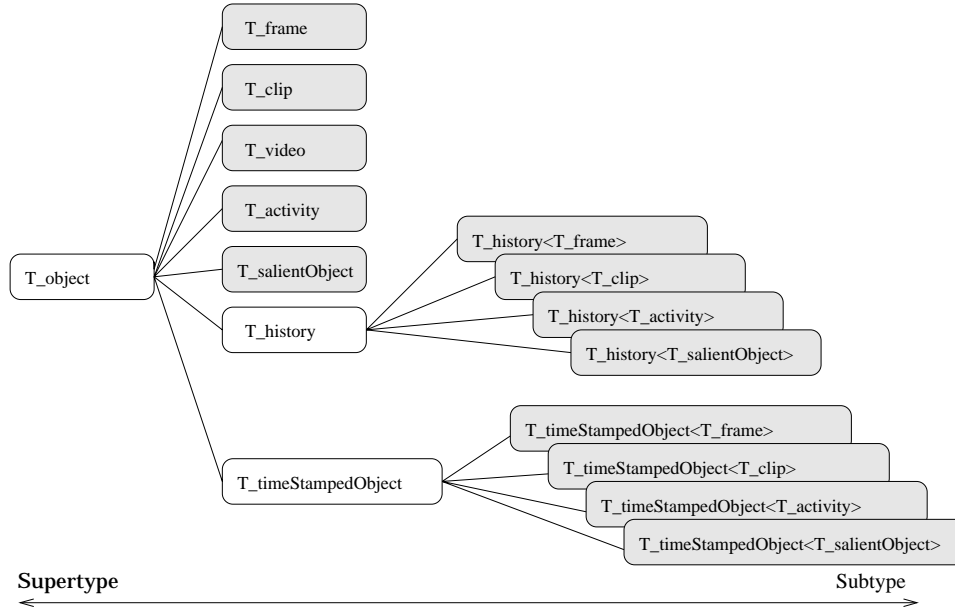 T_frame
T_clip
T_video
T_activity
T_salientObject
T_object
T_history
T_history<T_frame>
T_history<T_clip>
T_history<T_activity>
T_history<T_salientObject>
T_timeStampedObject
T_timeStampedObject<T_frame>
T_timeStampedObject<T_clip>
T_timeStampedObject<T_activity>
T_timeStampedObject<T_salientObject>
Supertype
Subtype